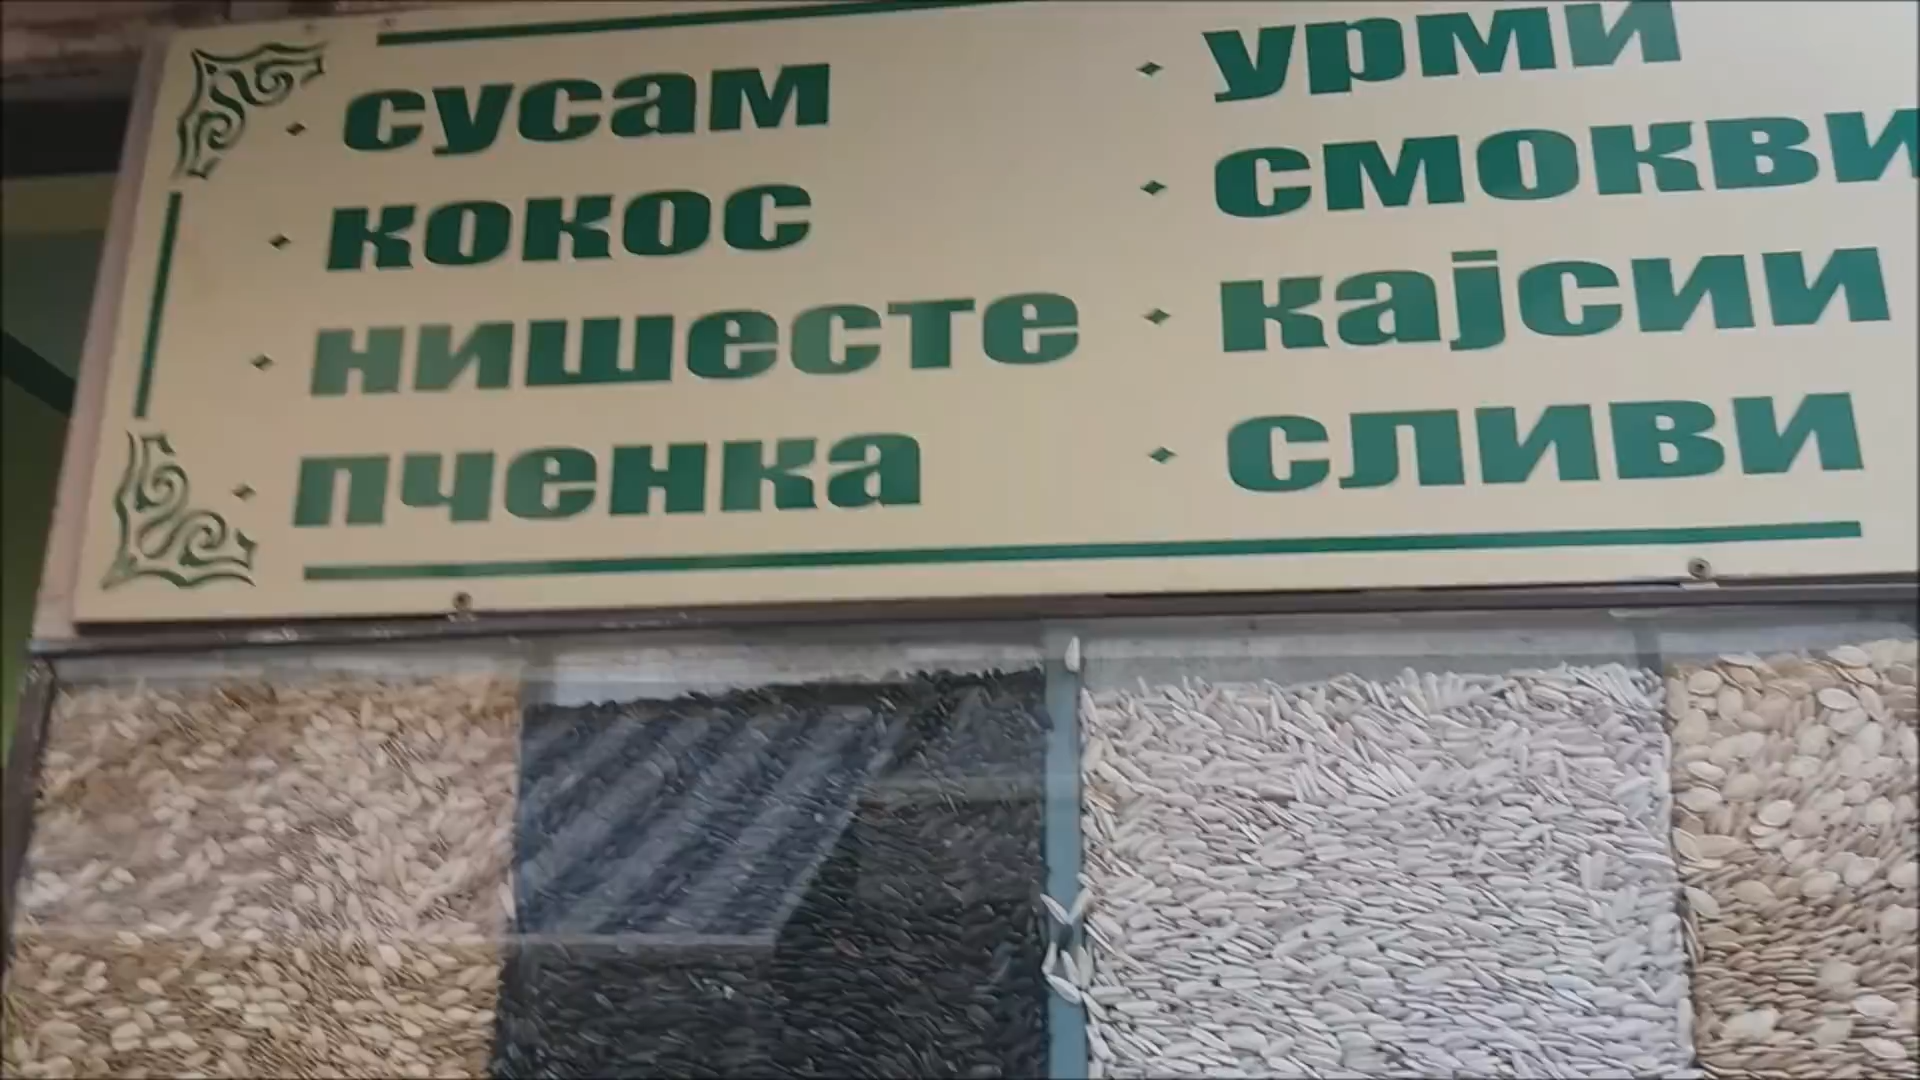 сусам
кокос
нишесте
пченка
урми
смокви
кајсии
сливи